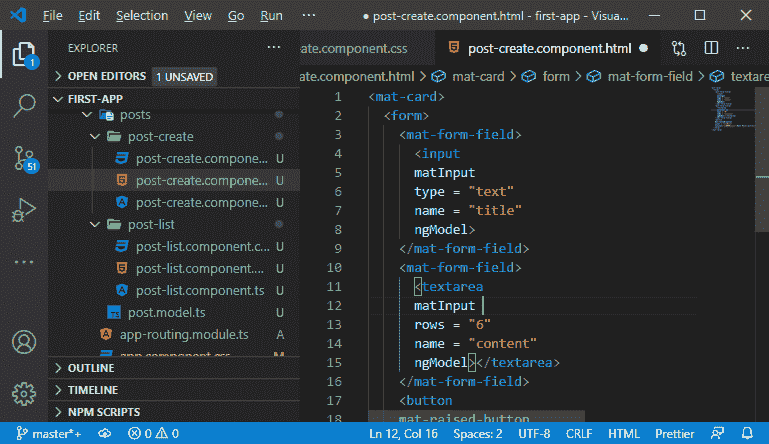 File Edit Selection View Go Run ··· post-create.component.html - first-app - Visua...
EXPLORER ···
OPEN EDITORS 1 UNSAVED
FIRST-APP
posts
post-create
post-create.compone... U
post-create.compone... U
post-create.compone... U
post-list
post-list.component.c... U
post-list.component.... U
post-list.component.ts U
post.model.ts U
app-routing.module.ts A
app.component.css M
OUTLINE
TIMELINE
NPM SCRIPTS
1
51
ate.component.css post-create.component.html
ate.component.html > mat-card > form > mat-form-field > textare
1 <mat-card>
2 <form>
3 <mat-form-field>
4 <input
5 matInput
6 type = "text"
7 name = "title"
8 ngModel>
9 </mat-form-field>
10 <mat-form-field>
11 <textarea
12 matInput
13 rows = "6"
14 name = "content"
15 ngModel></textarea>
16 </mat-form-field>
17 <button
18 mat-raised-button
master*+ 0 0 Ln 12, Col 16 Spaces: 2 UTF-8 CRLF HTML Prettier